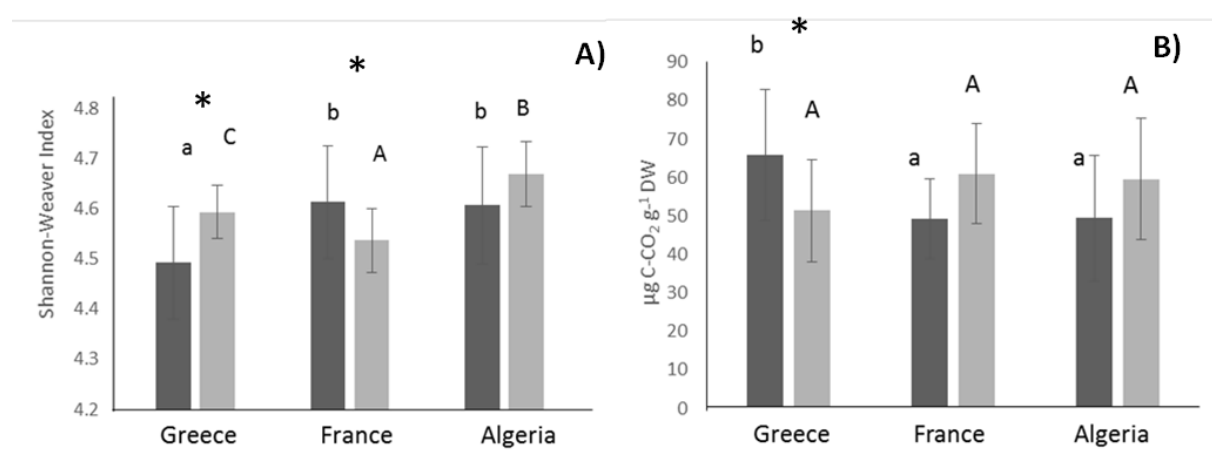 A)
*
*
a
C
b
A
b
B
Shannon-Weaver Index
4.8
4.7
4.6
4.5
4.4
4.3
4.2
Greece
France
Algeria
B)
b
*
A
a
A
a
A
µg C-CO₂ g⁻¹ DW
90
80
70
60
50
40
30
20
10
0
Greece
France
Algeria